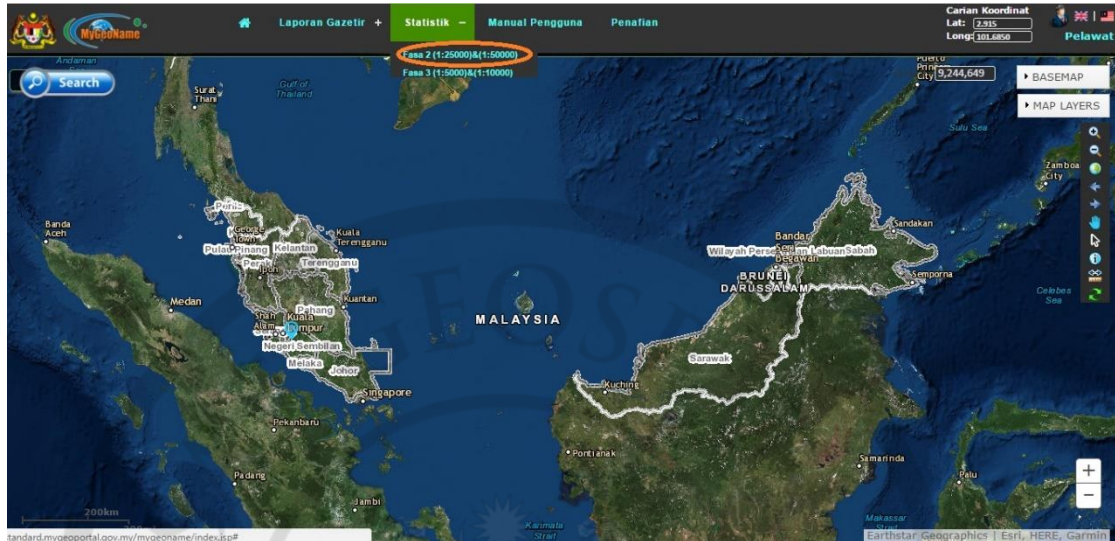 MyGeoName
Laporan Gazetir +
Statistik −
Manual Pengguna
Penafian
Carian Koordinat
Lat: 2.915
Long: 101.6850
Pelawat
Fasa 2 (1:25000)&(1:50000)
Fasa 3 (1:5000)&(1:10000)
Search
9,244,649
BASEMAP
MAP LAYERS
Andaman
Surat
Thani
Gulf of
Thailand
Puerto
Princesa
City
Sulu Sea
Zamboa
City
Banda
Aceh
Perlis
George
Town
Pulau Pinang
Kelantan
Kuala
Terengganu
Perak
Ipoh
Terengganu
Medan
Pahang
Kuantan
Shah
Alam
Kuala
Lumpur
Negeri Sembilan
Melaka
Johor
Singapore
MALAYSIA
Bandar
Seri
Begawan
Wilayah Persekutuan Labuan
Sabah
Sandakan
BRUNEI
DARUSSALAM
Semporna
Celebes
Sea
Sarawak
Kuching
Pekanbaru
Pontianak
Samarinda
Padang
Palu
Jambi
200km
Karimata
Strait
Makassar
Strait
+
−
tandard.mygeoportal.gov.my/mygeoname/index.jsp#
Earthstar Geographics | Esri, HERE, Garmin